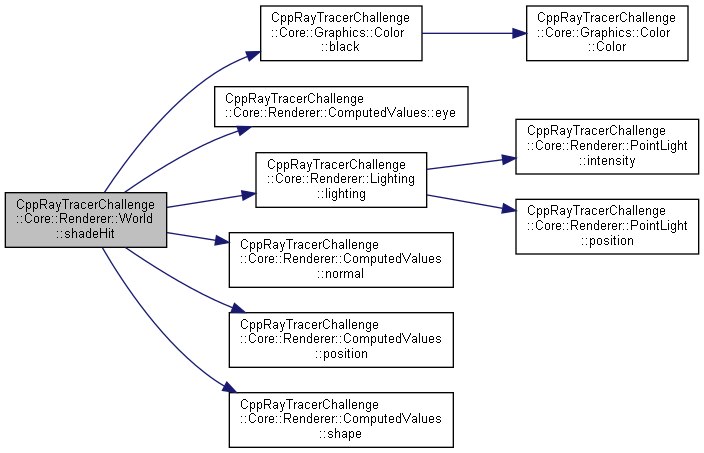 CppRayTracerChallenge
::Core::Renderer::World
::shadeHit
CppRayTracerChallenge
::Core::Graphics::Color
::black
CppRayTracerChallenge
::Core::Graphics::Color
::Color
CppRayTracerChallenge
::Core::Renderer::ComputedValues::eye
CppRayTracerChallenge
::Core::Renderer::Lighting
::lighting
CppRayTracerChallenge
::Core::Renderer::PointLight
::intensity
CppRayTracerChallenge
::Core::Renderer::PointLight
::position
CppRayTracerChallenge
::Core::Renderer::ComputedValues
::normal
CppRayTracerChallenge
::Core::Renderer::ComputedValues
::position
CppRayTracerChallenge
::Core::Renderer::ComputedValues
::shape